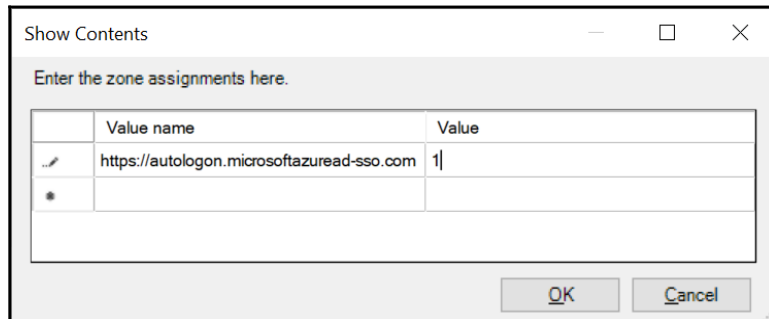 Show Contents
Enter the zone assignments here.
Value name Value
https://autologon.microsoftazuread-sso.com 1
OK Cancel